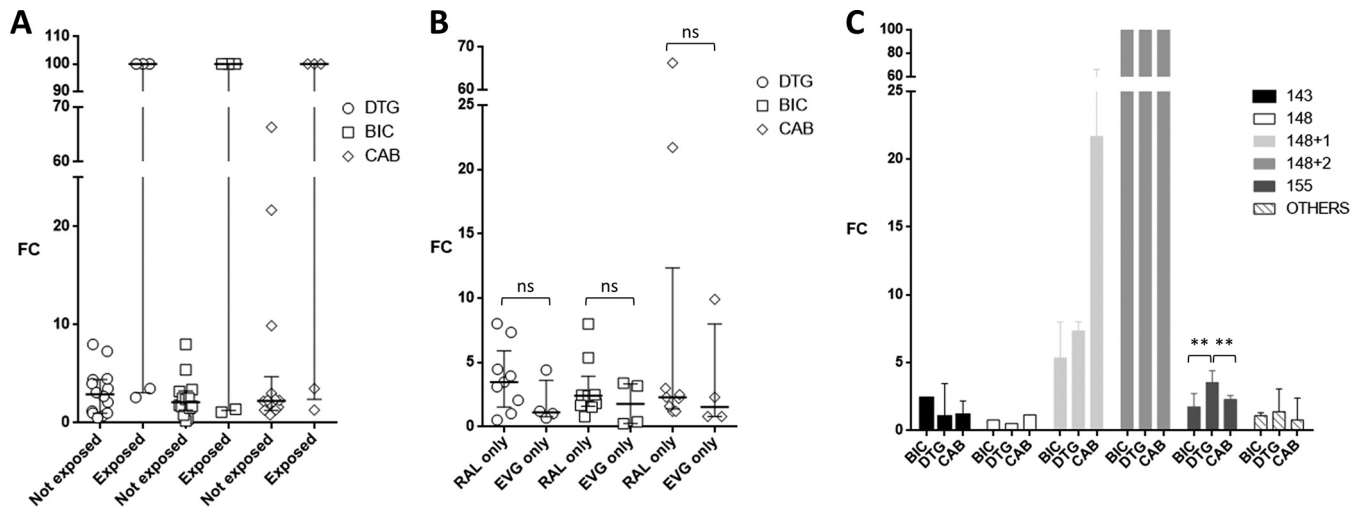 A
FC
100
90
70
60
20
10
0
DTG
BIC
CAB
Not exposed
Exposed
Not exposed
Exposed
Not exposed
Exposed
B
FC
70
65
25
20
15
10
5
0
ns
ns
ns
DTG
BIC
CAB
RAL only
EVG only
RAL only
EVG only
RAL only
EVG only
C
FC
100
80
60
25
20
15
10
5
0
** **
143
148
148+1
148+2
155
OTHERS
BIC
DTG
CAB
BIC
DTG
CAB
BIC
DTG
CAB
BIC
DTG
CAB
BIC
DTG
CAB
BIC
DTG
CAB